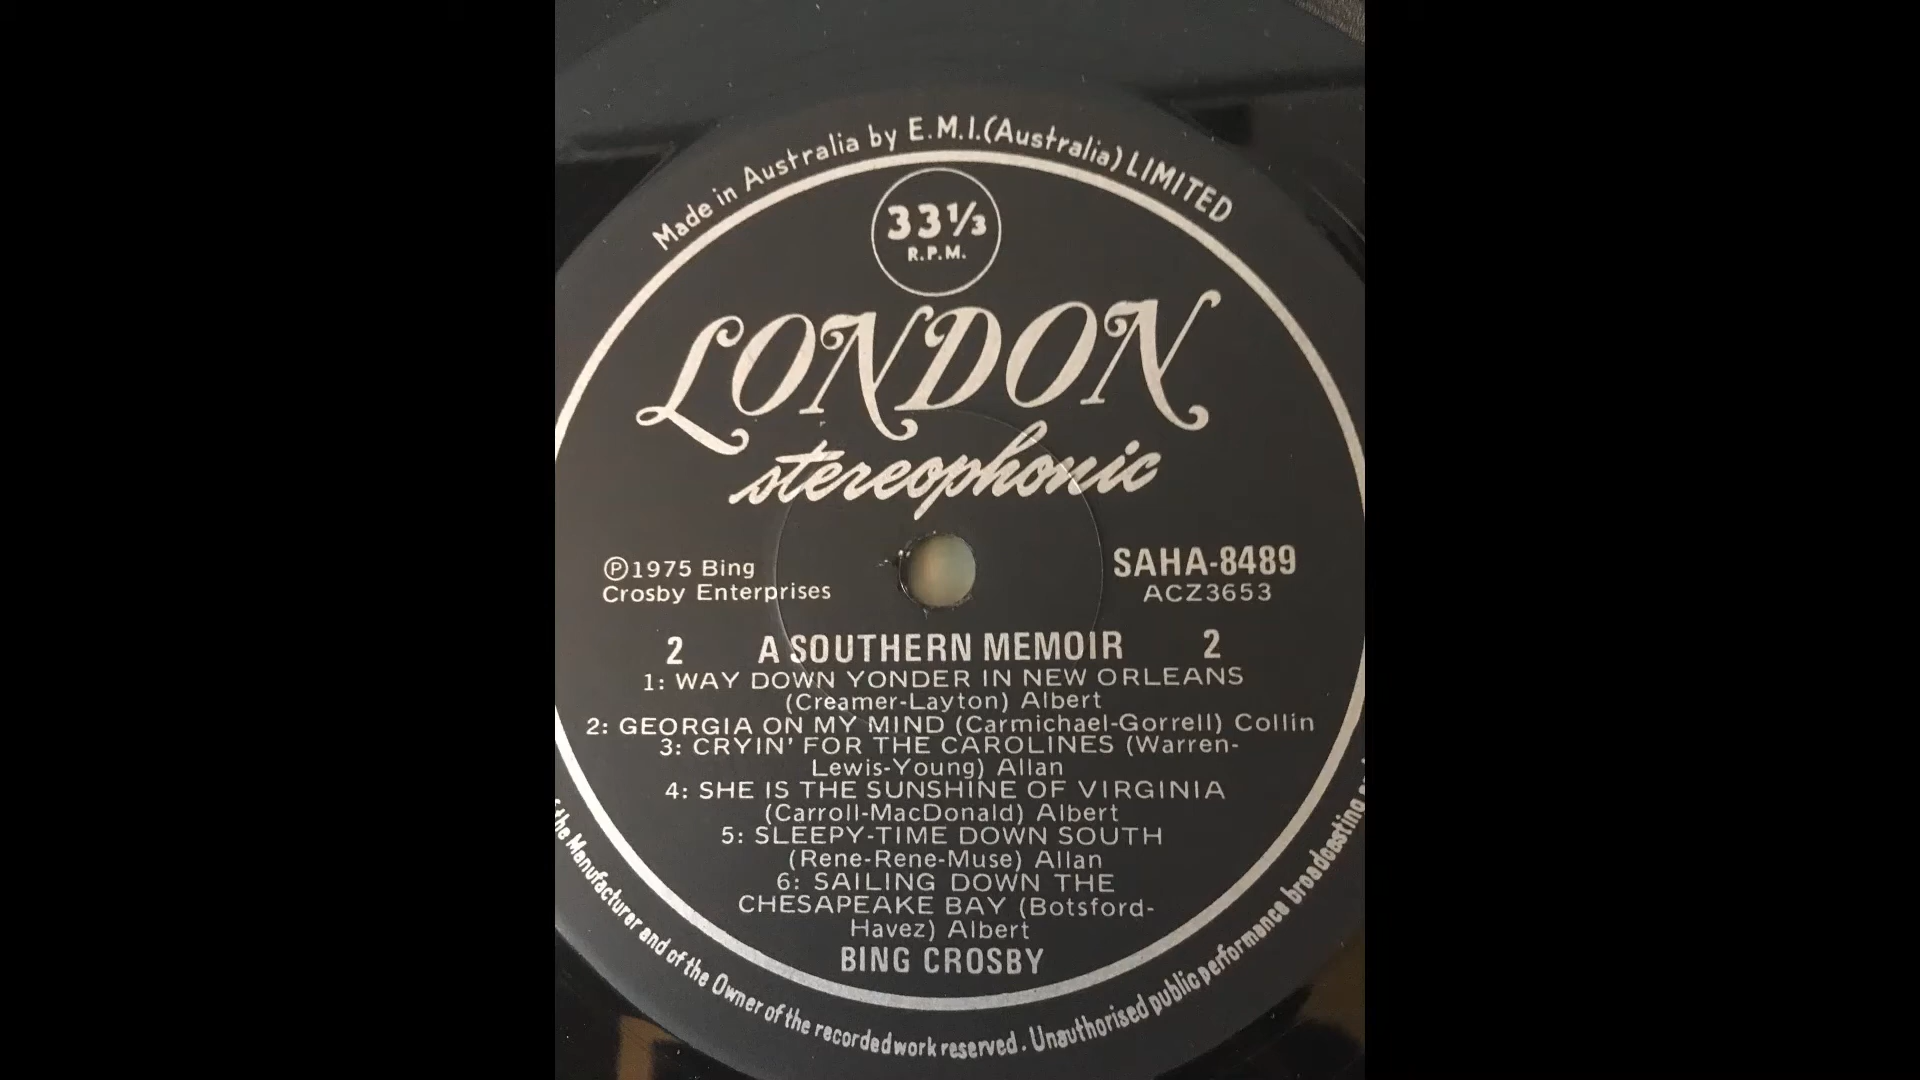 Made in Australia by E.M.I.(Australia) LIMITED
33⅓
R.P.M.
LONDON
stereophonic
℗1975 Bing
Crosby Enterprises
SAHA-8489
ACZ3653
2 A SOUTHERN MEMOIR 2
1: WAY DOWN YONDER IN NEW ORLEANS
(Creamer-Layton) Albert
2: GEORGIA ON MY MIND (Carmichael-Gorrell) Collin
3: CRYIN' FOR THE CAROLINES (Warren-
Lewis-Young) Allan
4: SHE IS THE SUNSHINE OF VIRGINIA
(Carroll-MacDonald) Albert
5: SLEEPY-TIME DOWN SOUTH
(Rene-Rene-Muse) Allan
6: SAILING DOWN THE
CHESAPEAKE BAY (Botsford-
Havez) Albert
BING CROSBY
the Manufacturer and of the Owner of the recorded work reserved. Unauthorised public performance broadcasting